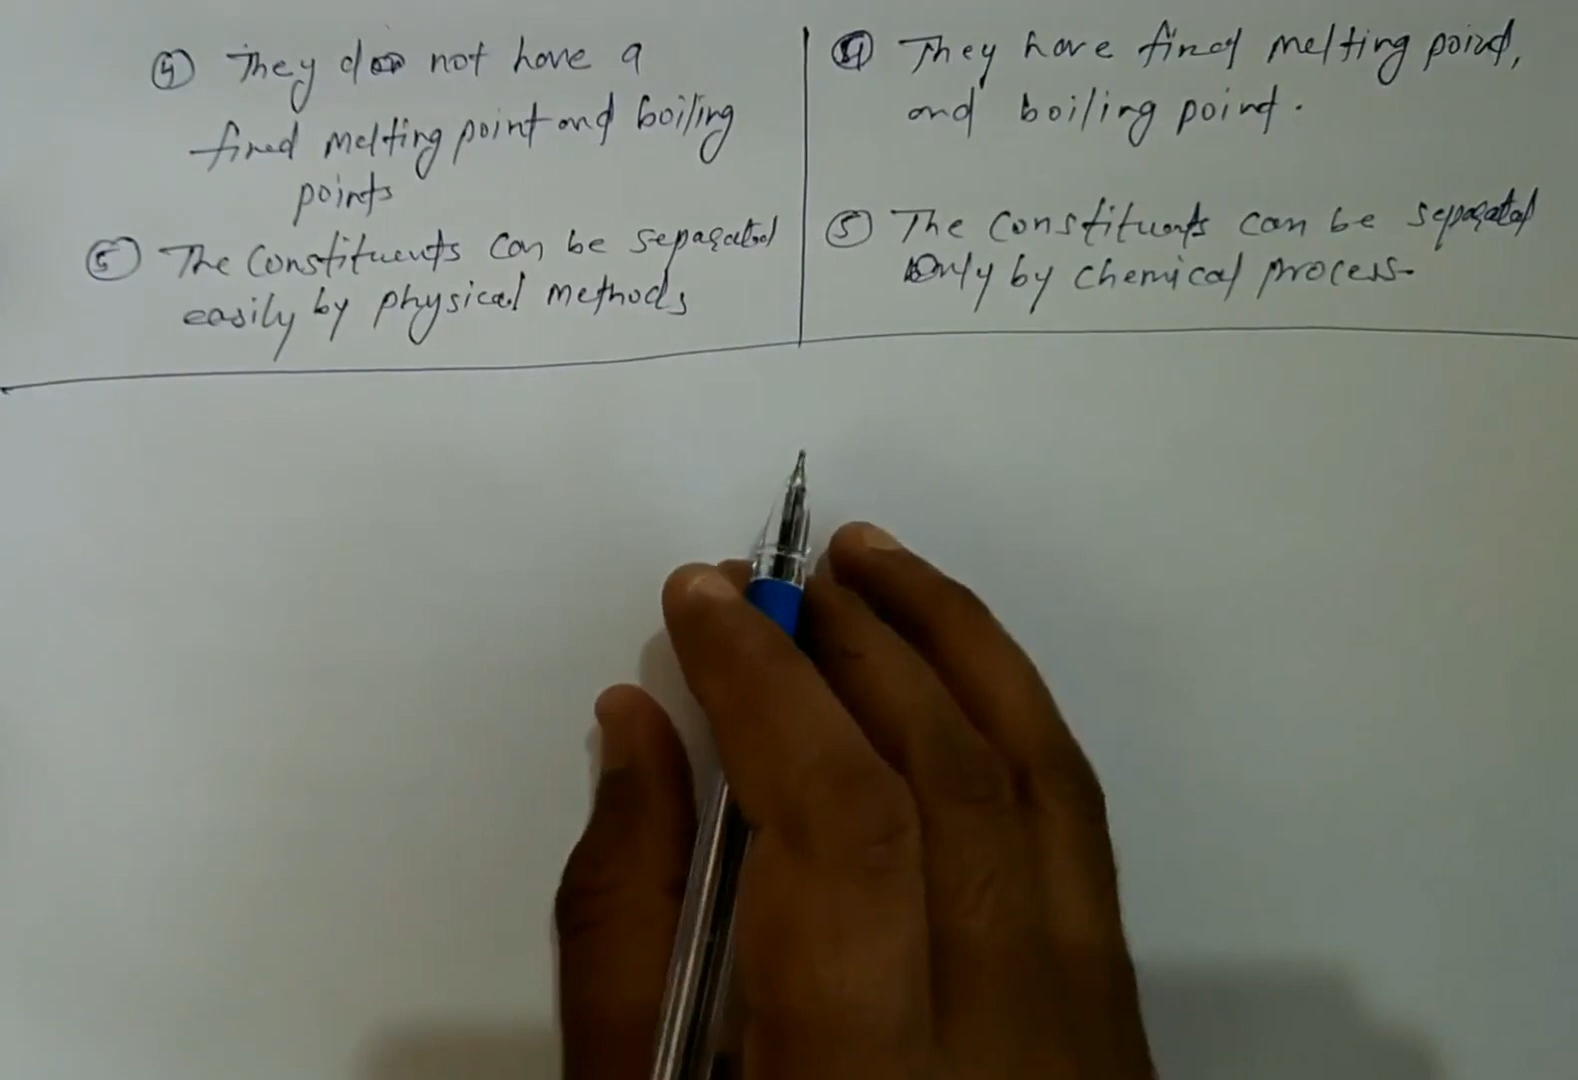 ④ They do not have a
fixed melting point and boiling
points
⑤ The constituents can be separated
easily by physical methods
④ They have fixed melting point,
and boiling point.
⑤ The constituents can be separated
Only by chemical process